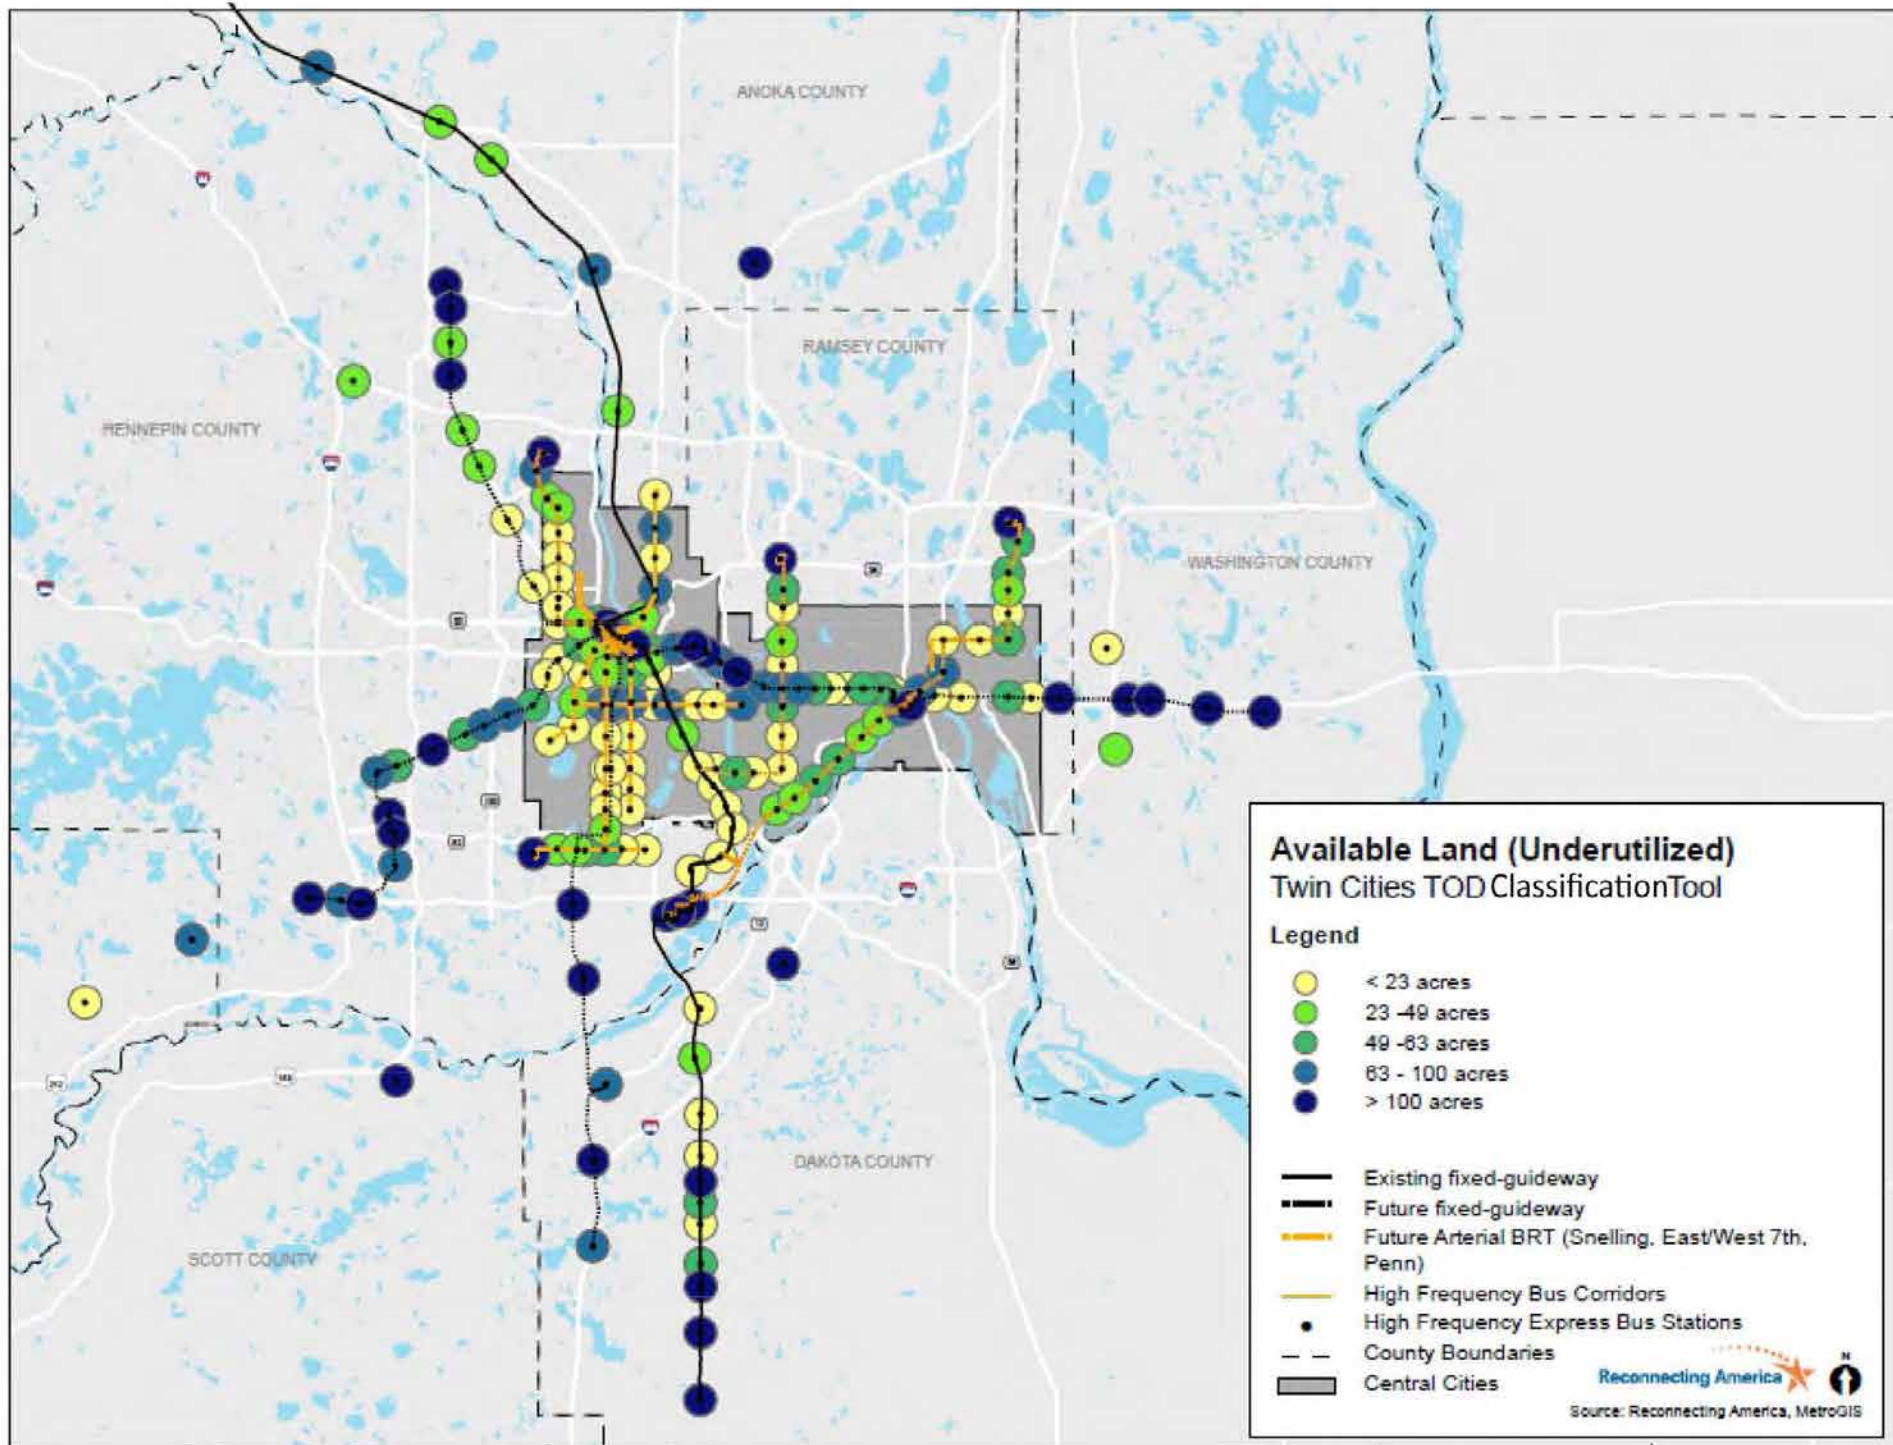 ANOKA COUNTY
RAMSEY COUNTY
HENNEPIN COUNTY
WASHINGTON COUNTY
36
DAKOTA COUNTY
SCOTT COUNTY
Available Land (Underutilized)
Twin Cities TOD Classification Tool
Legend
< 23 acres
23 -49 acres
49 -63 acres
63 - 100 acres
> 100 acres
Existing fixed-guideway
Future fixed-guideway
Future Arterial BRT (Snelling, East/West 7th,
Penn)
High Frequency Bus Corridors
High Frequency Express Bus Stations
County Boundaries
Central Cities
Reconnecting America
N
Source: Reconnecting America, MetroGIS